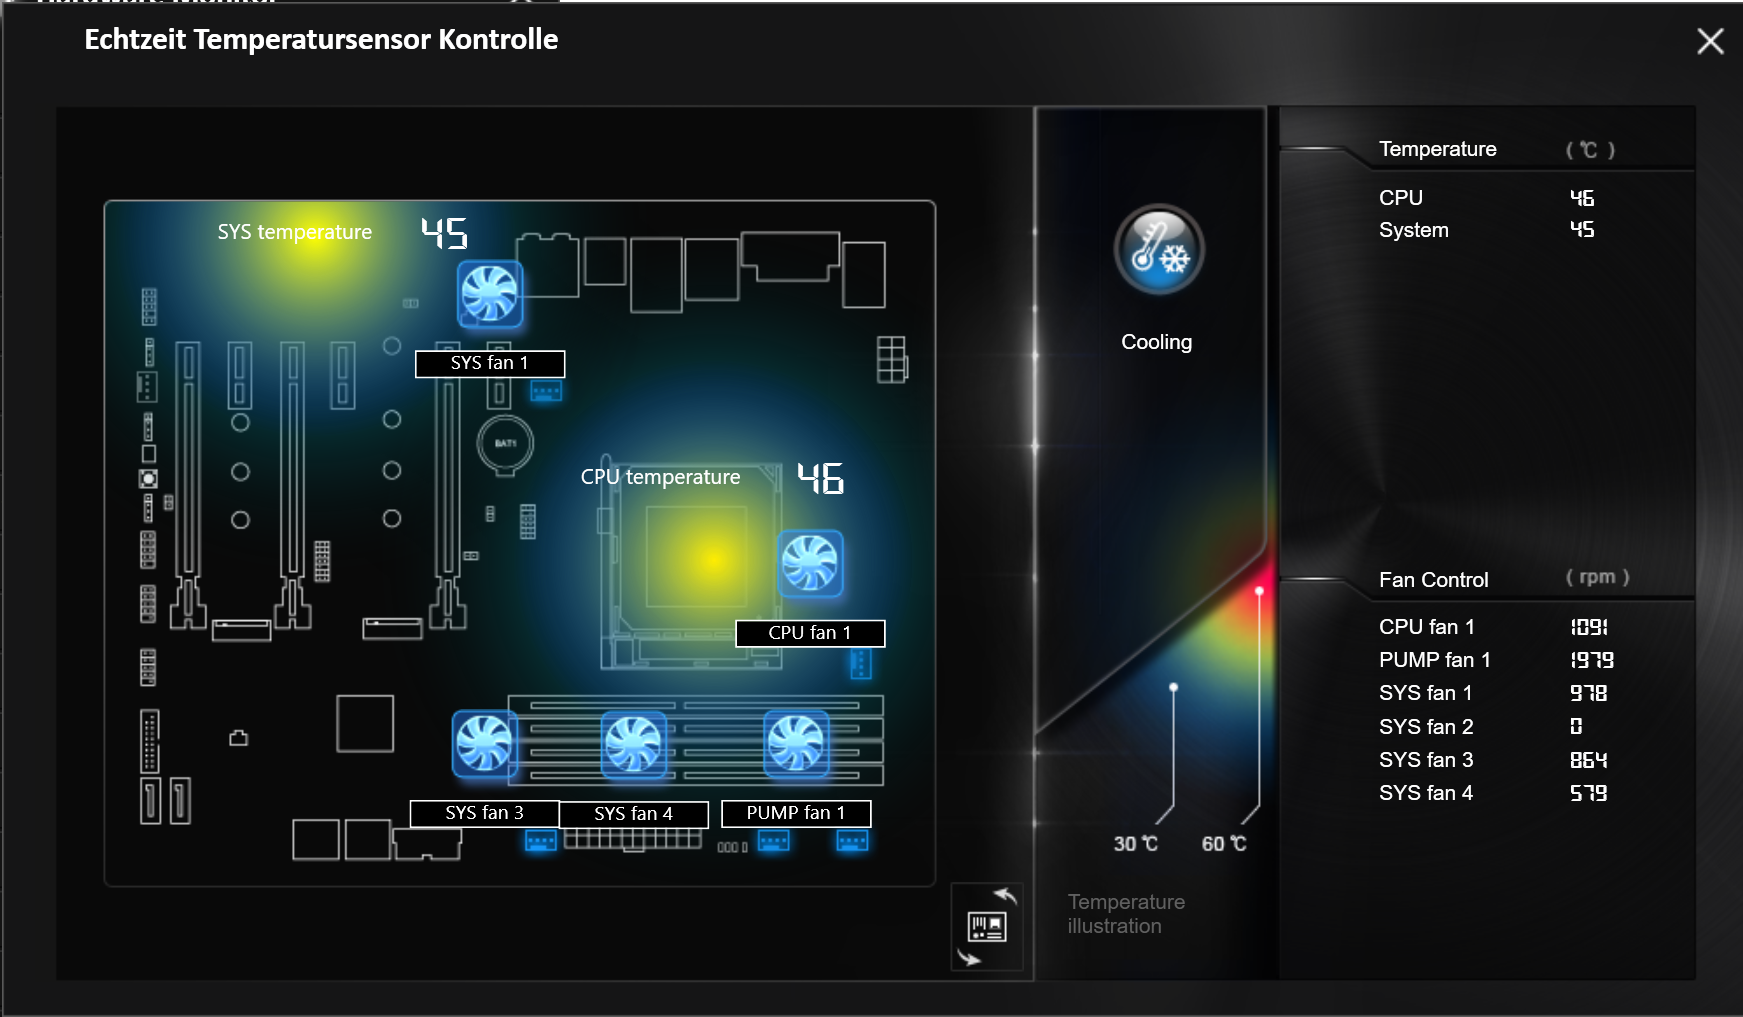 Echtzeit Temperatursensor Kontrolle
SYS temperature 45
SYS fan 1
BAT1
CPU temperature 46
CPU fan 1
SYS fan 3
SYS fan 4
PUMP fan 1
Cooling
30 °C
60 °C
Temperature
illustration
Temperature ( °C )
CPU 46
System 45
Fan Control ( rpm )
CPU fan 1 1091
PUMP fan 1 1979
SYS fan 1 978
SYS fan 2 0
SYS fan 3 864
SYS fan 4 579